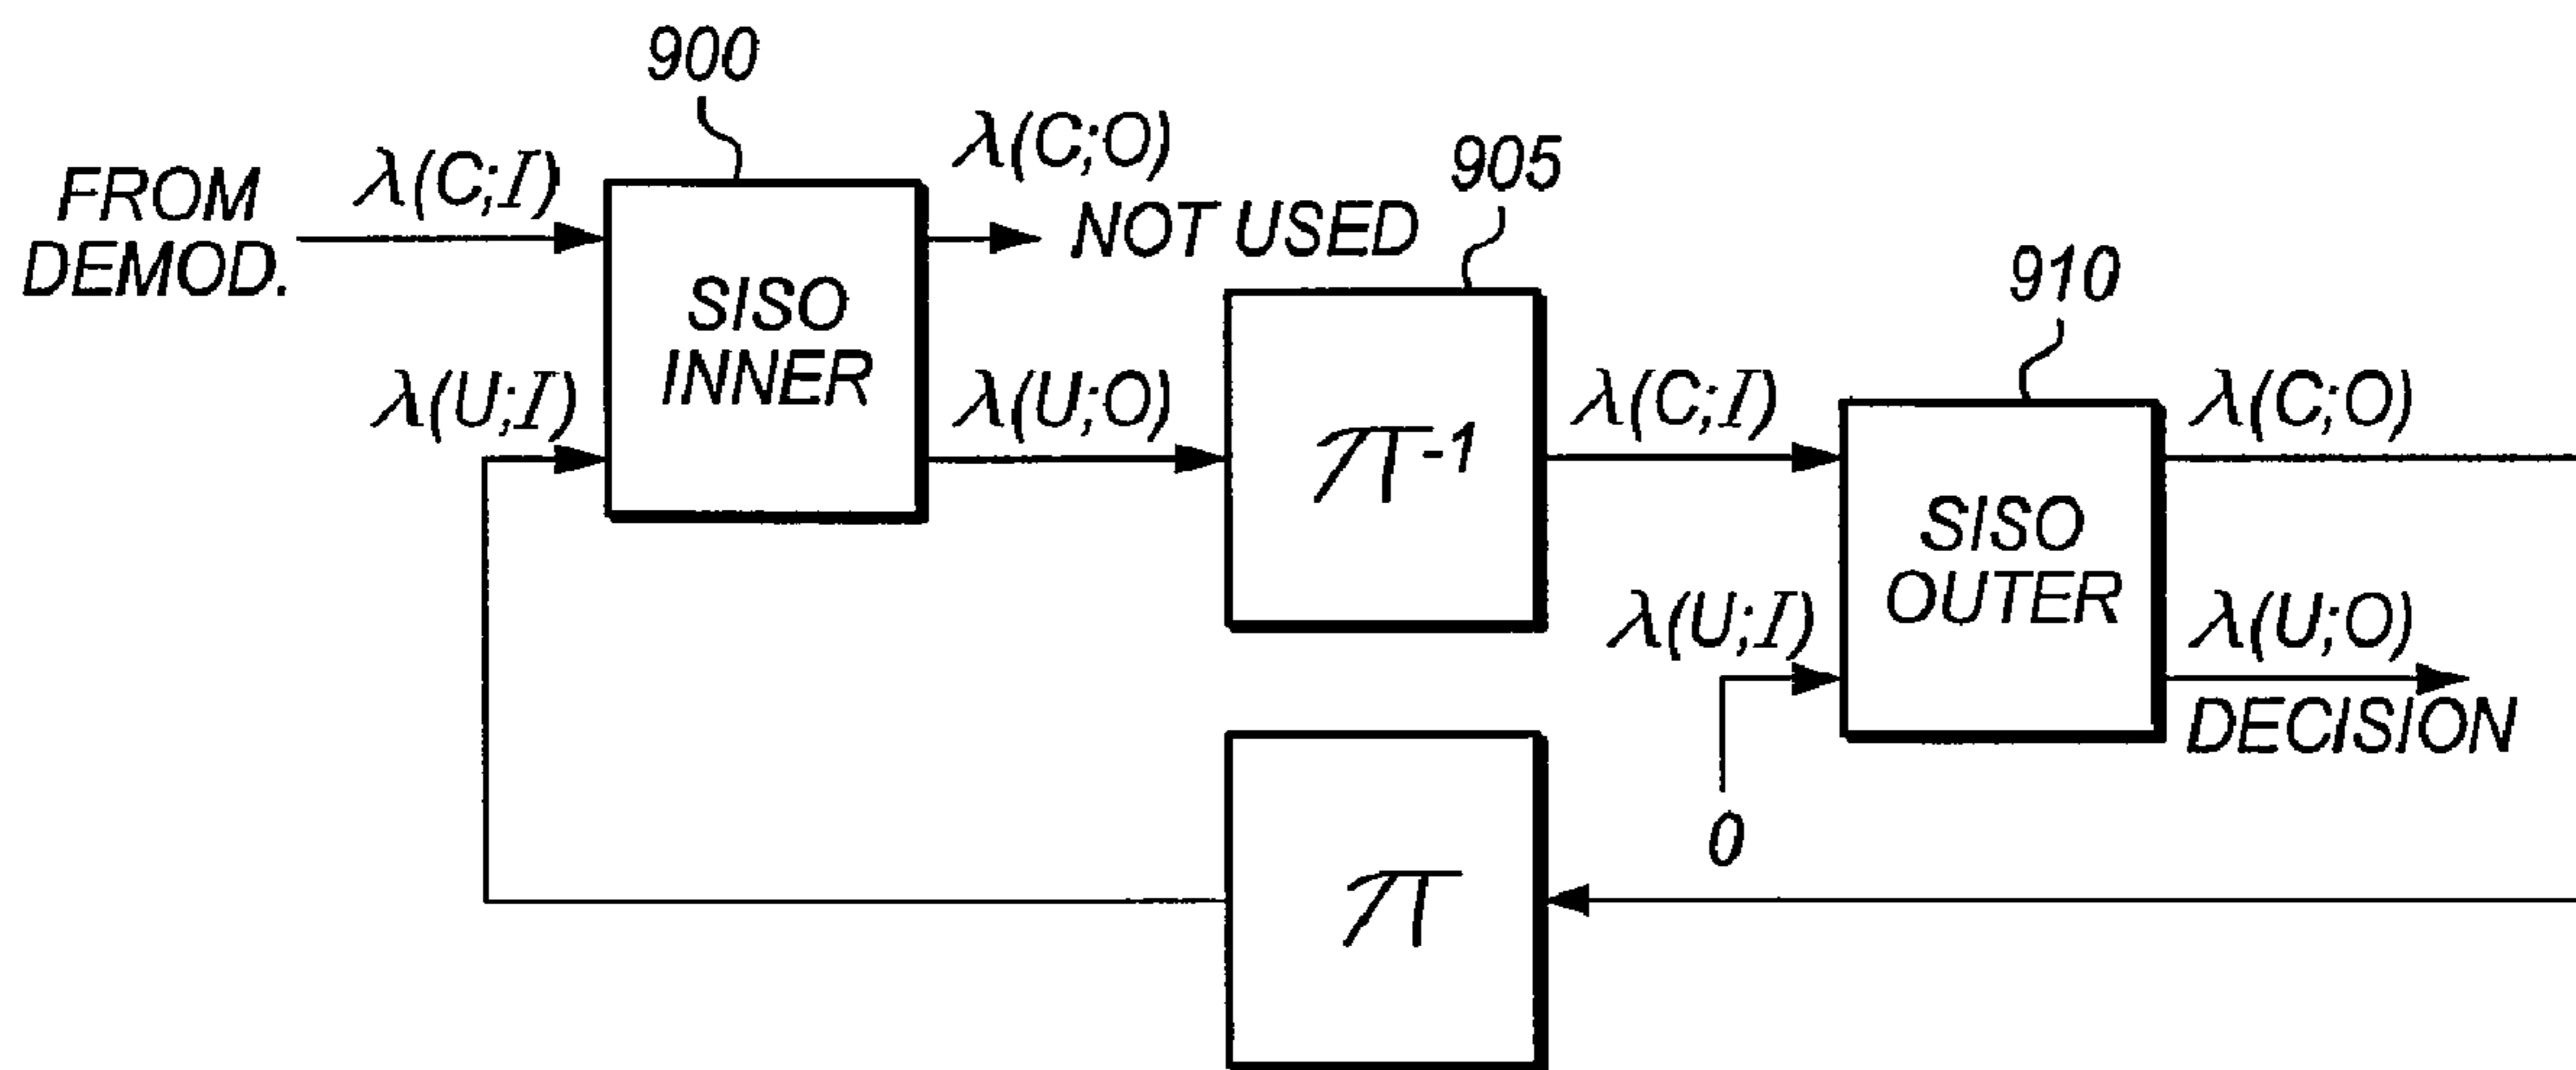 900
λ(C;I)
λ(C;O)
905
FROM
DEMOD.
NOT USED
910
SISO
INNER
λ(U;I)
λ(U;O)
π-1
λ(C;I)
λ(C;O)
SISO
OUTER
λ(U;I)
λ(U;O)
DECISION
0
π